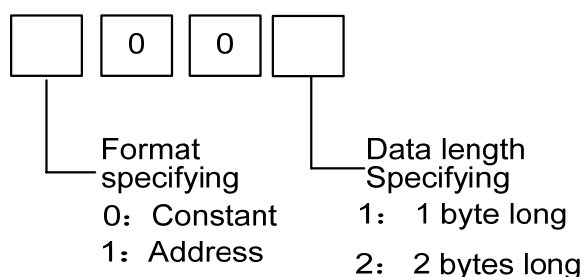 0 0
Format
specifying
0: Constant
1: Address
Data length
Specifying
1: 1 byte long
2: 2 bytes long